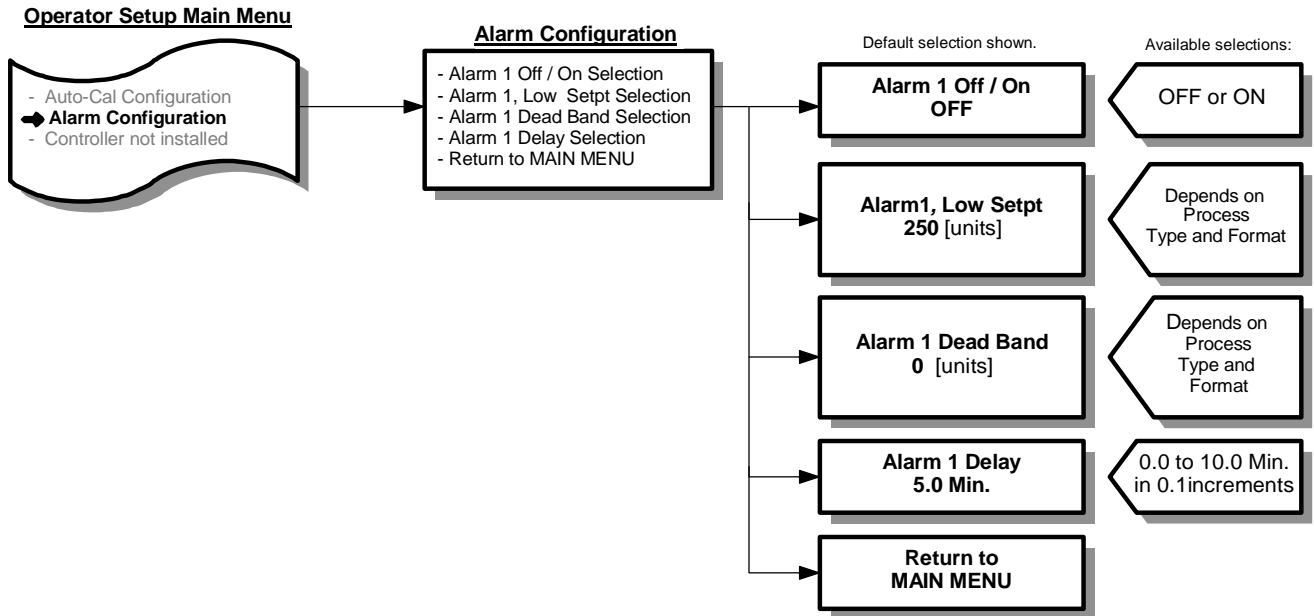 Operator Setup Main Menu
- Auto-Cal Configuration
Alarm Configuration
- Controller not installed
Alarm Configuration
- Alarm 1 Off / On Selection
- Alarm 1, Low Setpt Selection
- Alarm 1 Dead Band Selection
- Alarm 1 Delay Selection
- Return to MAIN MENU
Default selection shown.
Available selections:
Alarm 1 Off / On
OFF
OFF or ON
Alarm1, Low Setpt
250 [units]
Depends on
Process
Type and Format
Alarm 1 Dead Band
0 [units]
Depends on
Process
Type and
Format
Alarm 1 Delay
5.0 Min.
0.0 to 10.0 Min.
in 0.1increments
Return to
MAIN MENU